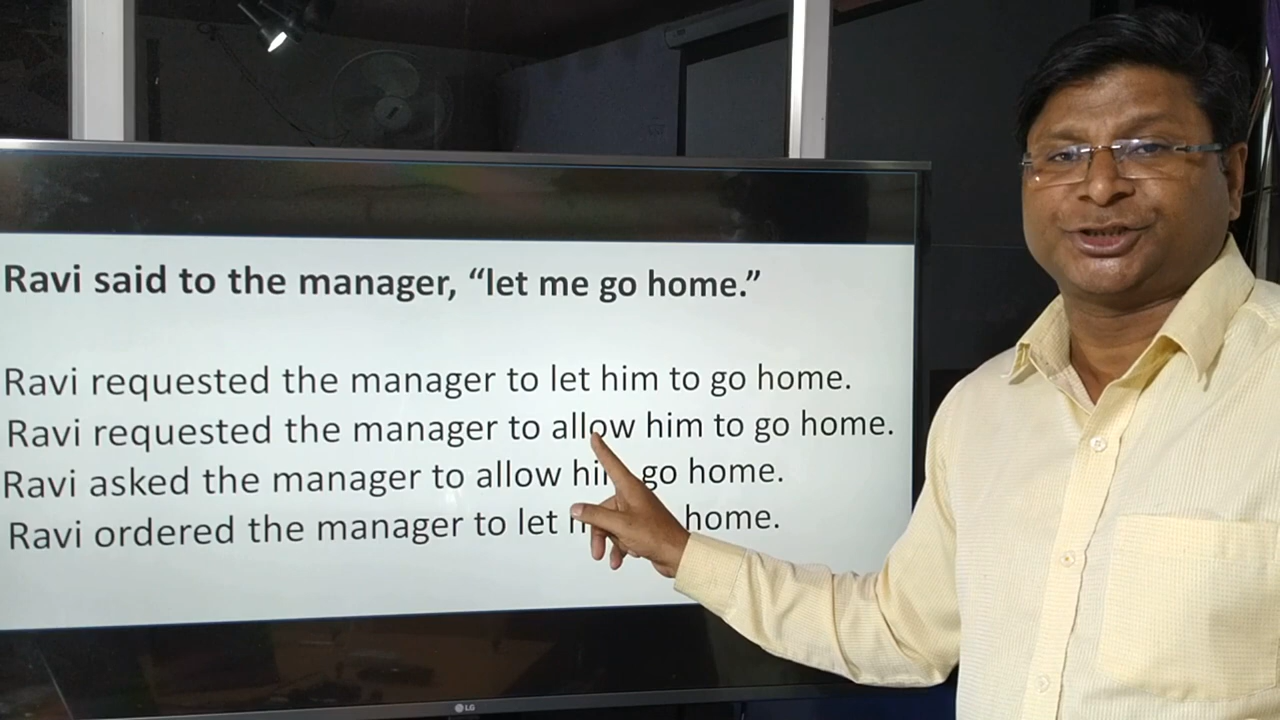 Ravi said to the manager, “let me go home.”
Ravi requested the manager to let him to go home.
Ravi requested the manager to allow him to go home.
Ravi asked the manager to allow go home.
Ravi ordered the manager to let home.
LG